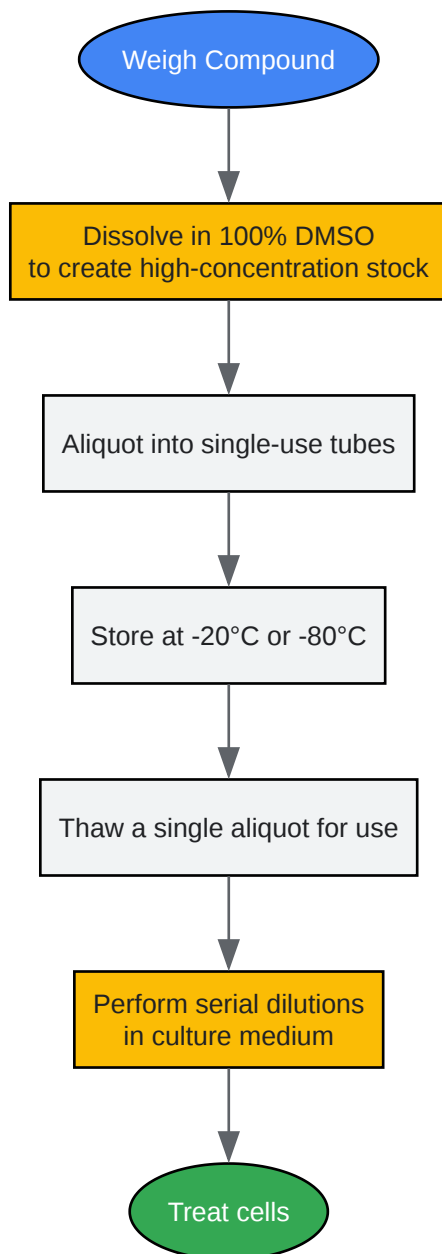 Weigh Compound
Dissolve in 100% DMSO
to create high-concentration stock
Aliquot into single-use tubes
Store at -20°C or -80°C
Thaw a single aliquot for use
Perform serial dilutions
in culture medium
Treat cells